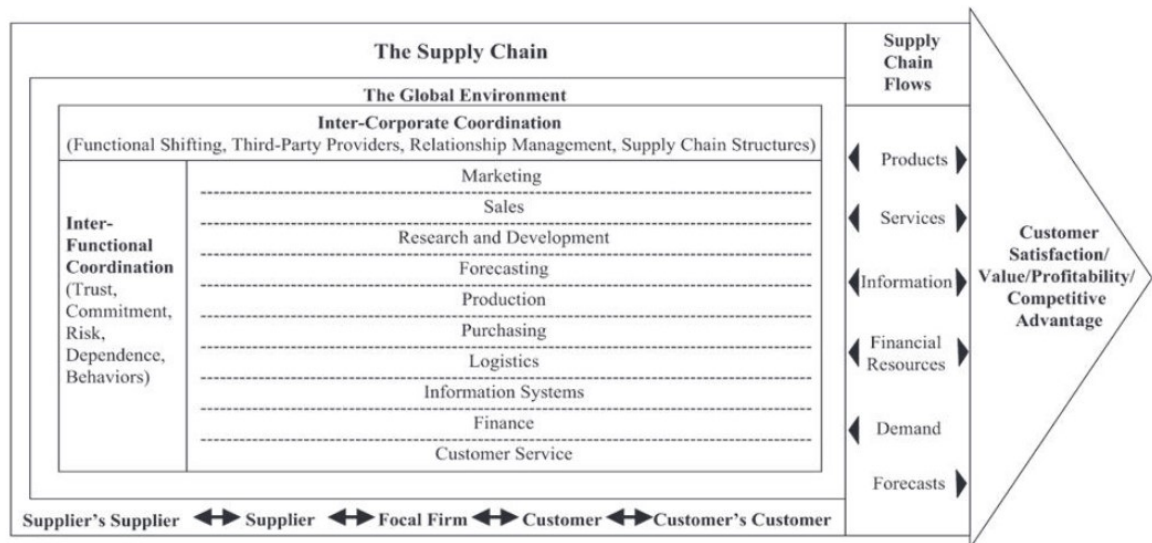 The Supply Chain
The Global Environment
Inter-Corporate Coordination
(Functional Shifting, Third-Party Providers, Relationship Management, Supply Chain Structures)
Inter-
Functional
Coordination
(Trust,
Commitment,
Risk,
Dependence,
Behaviors)
Marketing
Sales
Research and Development
Forecasting
Production
Purchasing
Logistics
Information Systems
Finance
Customer Service
Supplier's Supplier Supplier Focal Firm Customer Customer's Customer
Supply
Chain
Flows
Products
Services
Information
Financial
Resources
Demand
Forecasts
Customer
Satisfaction/
Value/Profitability/
Competitive
Advantage